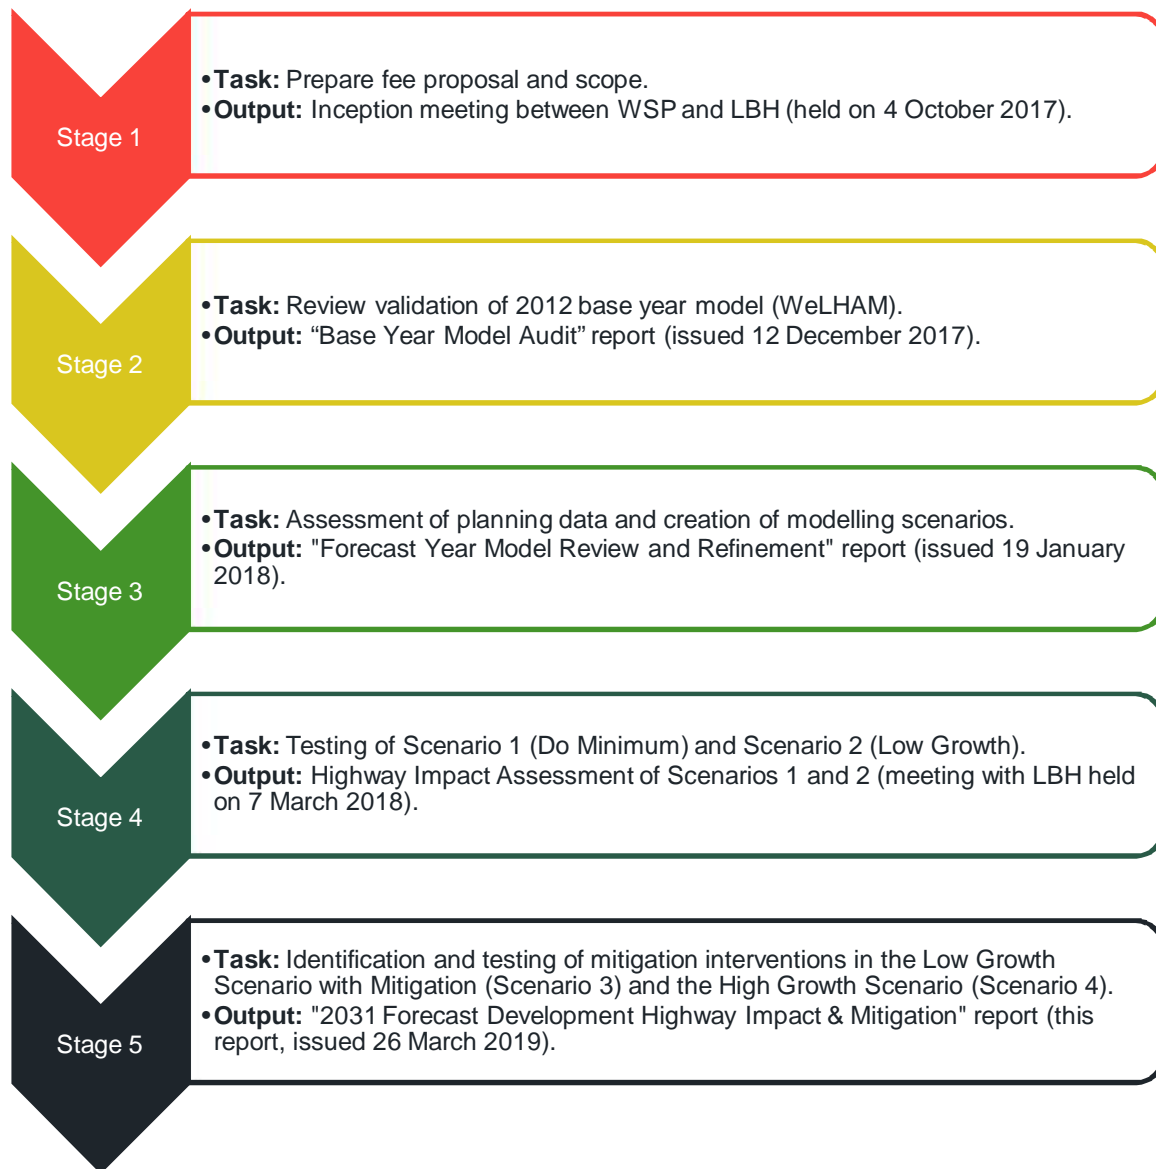 Stage 1
•Task: Prepare fee proposal and scope.
•Output: Inception meeting between WSP and LBH (held on 4 October 2017).
Stage 2
•Task: Review validation of 2012 base year model (WeLHAM).
•Output: “Base Year Model Audit” report (issued 12 December 2017).
Stage 3
•Task: Assessment of planning data and creation of modelling scenarios.
•Output: "Forecast Year Model Review and Refinement" report (issued 19 January
2018).
Stage 4
•Task: Testing of Scenario 1 (Do Minimum) and Scenario 2 (Low Growth).
•Output: Highway Impact Assessment of Scenarios 1 and 2 (meeting with LBH held
on 7 March 2018).
Stage 5
•Task: Identification and testing of mitigation interventions in the Low Growth
Scenario with Mitigation (Scenario 3) and the High Growth Scenario (Scenario 4).
•Output: "2031 Forecast Development Highway Impact & Mitigation" report (this
report, issued 26 March 2019).